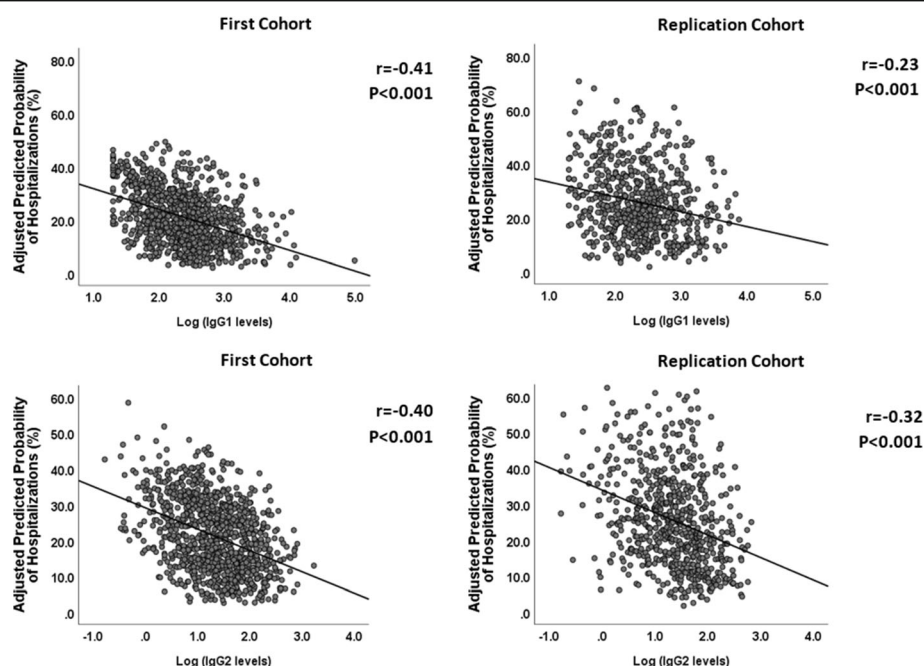 First Cohort
r=-0.41
P<0.001
Adjusted Predicted Probability
of Hospitalizations (%)
80.0
60.0
40.0
20.0
.0
1.0 2.0 3.0 4.0 5.0
Log (IgG1 levels)
Replication Cohort
r=-0.23
P<0.001
Adjusted Predicted Probability
of Hospitalizations (%)
80.0
60.0
40.0
20.0
.0
1.0 2.0 3.0 4.0 5.0
Log (IgG1 levels)
First Cohort
r=-0.40
P<0.001
Adjusted Predicted Probability
of Hospitalizations (%)
60.0
50.0
40.0
30.0
20.0
10.0
.0
-1.0 .0 1.0 2.0 3.0 4.0
Log (IgG2 levels)
Replication Cohort
r=-0.32
P<0.001
Adjusted Predicted Probability
of Hospitalizations (%)
60.0
50.0
40.0
30.0
20.0
10.0
.0
-1.0 .0 1.0 2.0 3.0 4.0
Log (IgG2 levels)